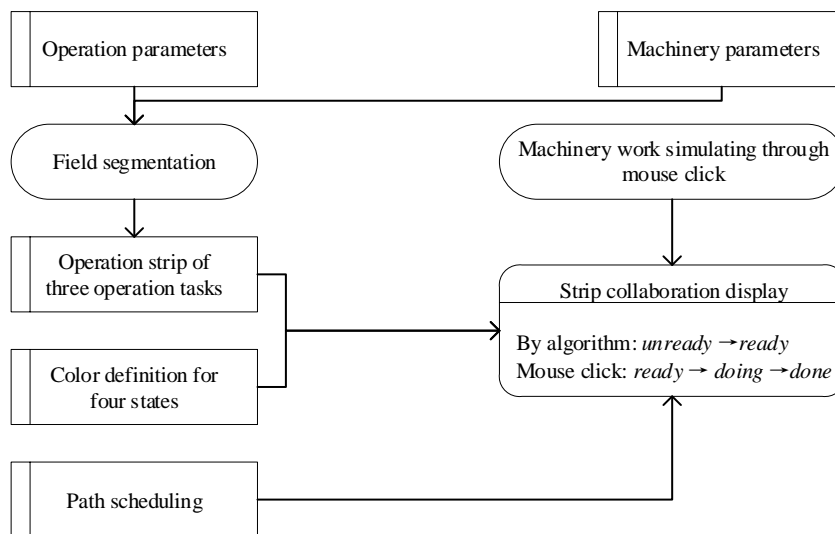 Operation parameters
Machinery parameters
Field segmentation
Machinery work simulating through
mouse click
Operation strip of
three operation tasks
Strip collaboration display
By algorithm: unready →ready
Mouse click: ready → doing →done
Color definition for
four states
Path scheduling